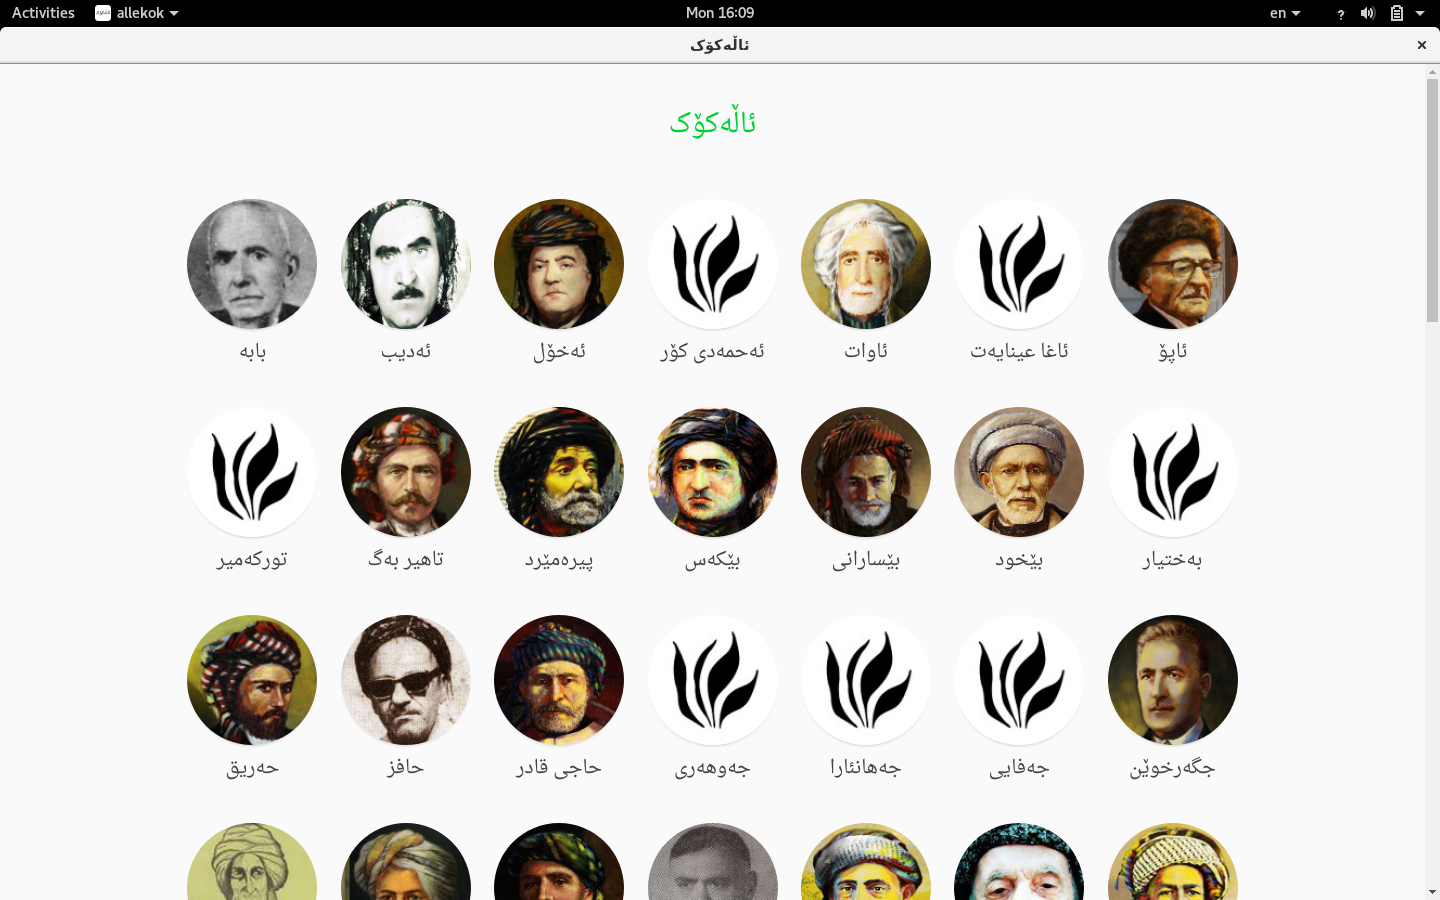 Activities allekok Mon 16:09 en
ئاڵەکۆک
ئاڵەکۆک
ئاپۆ ئاغا عینایەت ئاوات ئەحمەدی کۆر ئەخۆل ئەدیب بابە
بەختیار بێخود بێسارانی بێکەس پیرەمێرد تاهیر بەگ تورکەمیر
جگەرخوێن جەفایی جەهانئارا جەوهەری حاجی قادر حافز حەریق